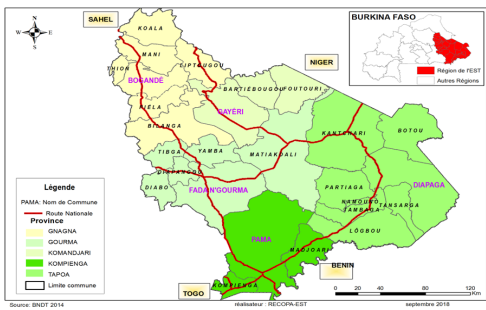 SAHEL
BURKINA FASO
Région de l'EST
Autres Régions
N
W
E
S
KOALA
MANI
THION
LIPTOUGOU
BOGANDE
NIGER
BARTIEBOUGOU
FOUTOURI
PIELA
GAYERI
BILANGA
KANTCHARI
BOTOU
TIBGA
YAMBA
MATIAKOALI
DIAPANGOU
DIABO
FADA N'GOURMA
PARTIAGA
DIAPAGA
NAMOUNO
TANSARGA
TAMBAGA
LOGBOU
PAMA
MADJOARI
BENIN
KOMPIENGA
TOGO
Légende
PAMA: Nom de Commune
Route Nationale
Province
GNAGNA
GOURMA
KOMANDJARI
KOMPIENGA
TAPOA
Limite commune
0 20 40 80 120
Km
Source: BNDT 2014
réalisateur : RECOPA-EST
septembre 2018